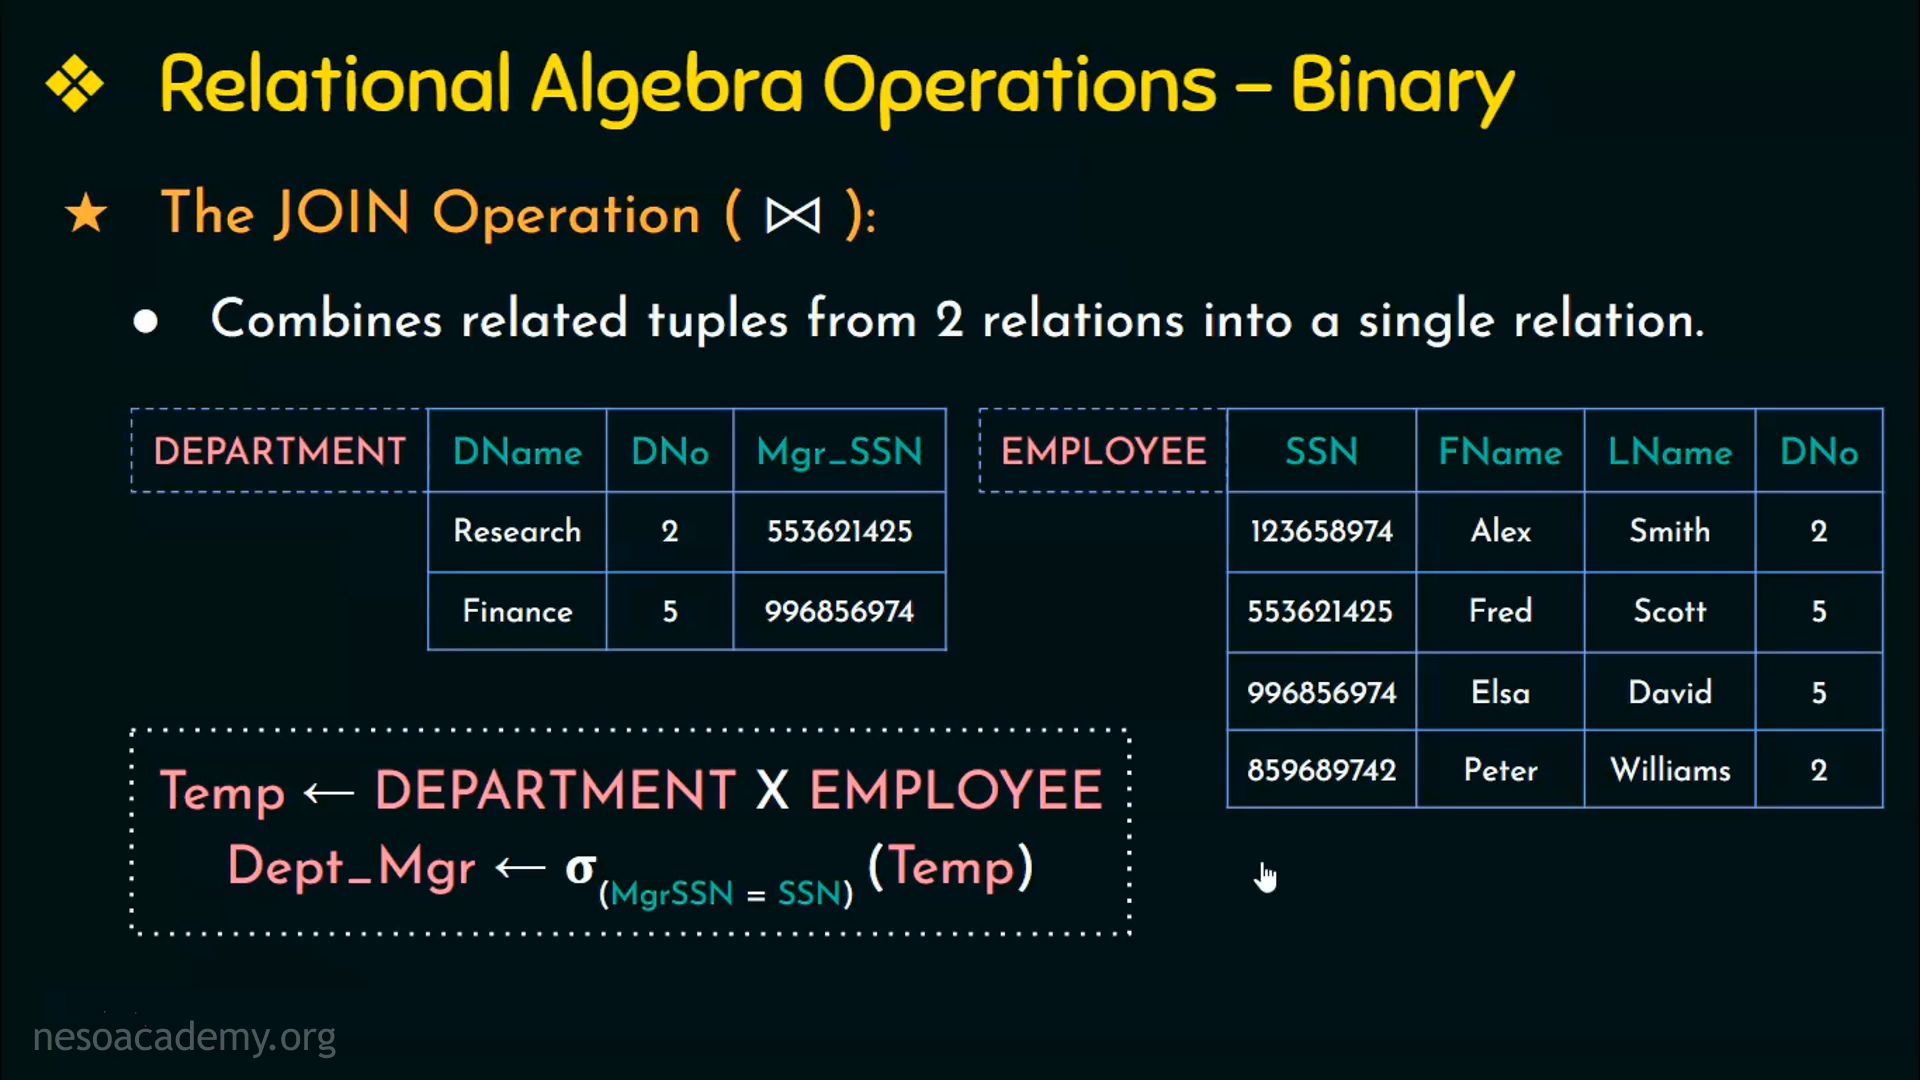 ❖ Relational Algebra Operations – Binary
★ The JOIN Operation ( ⋈ ):
● Combines related tuples from 2 relations into a single relation.
DEPARTMENT DName DNo Mgr_SSN
Research 2 553621425
Finance 5 996856974
EMPLOYEE SSN FName LName DNo
123658974 Alex Smith 2
553621425 Fred Scott 5
996856974 Elsa David 5
859689742 Peter Williams 2
Temp ← DEPARTMENT X EMPLOYEE
Dept_Mgr ← σ (MgrSSN = SSN) (Temp)
nesoacademy.org